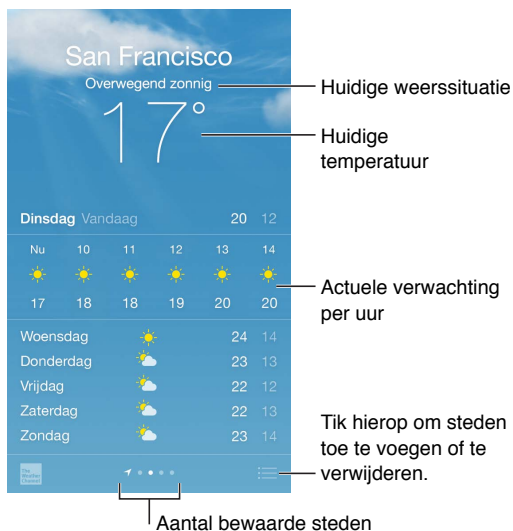 San Francisco
Overwegend zonnig
17°
Huidige weerssituatie
Huidige
temperatuur
Dinsdag Vandaag 20 12
Nu 10 11 12 13 14
17 18 18 19 20 20
Actuele verwachting
per uur
Woensdag 24 14
Donderdag 23 13
Vrijdag 22 12
Zaterdag 22 13
Zondag 23 14
Tik hierop om steden
toe te voegen of te
verwijderen.
The
Weather
Channel
Aantal bewaarde steden